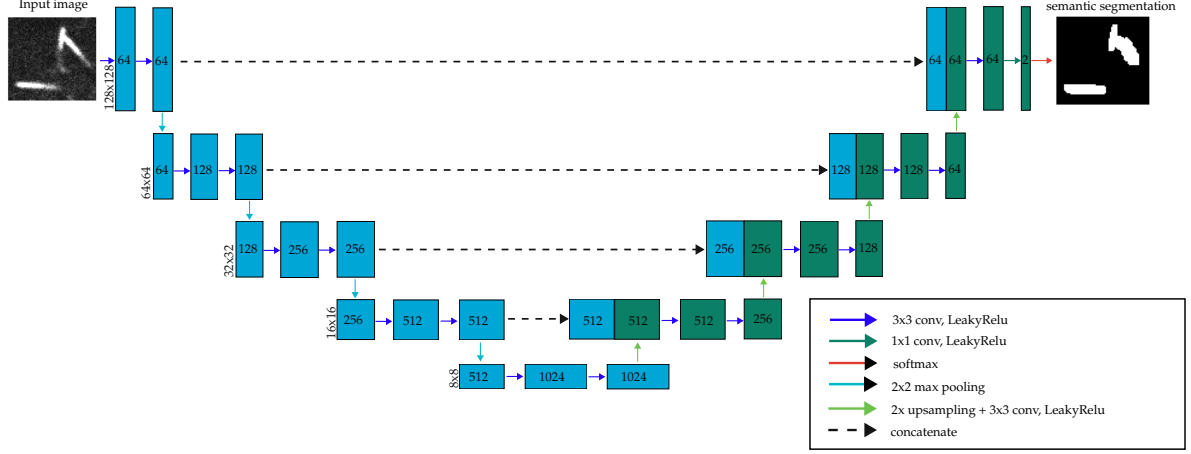 Input image
semantic segmentation
128x128
64
64
64
64
64
2
64x64
64
128
128
128
128
128
64
32x32
128
256
256
256
256
256
128
16x16
256
512
512
512
512
512
256
8x8
512
1024
1024
3x3 conv, LeakyRelu
1x1 conv, LeakyRelu
softmax
2x2 max pooling
2x upsampling + 3x3 conv, LeakyRelu
concatenate